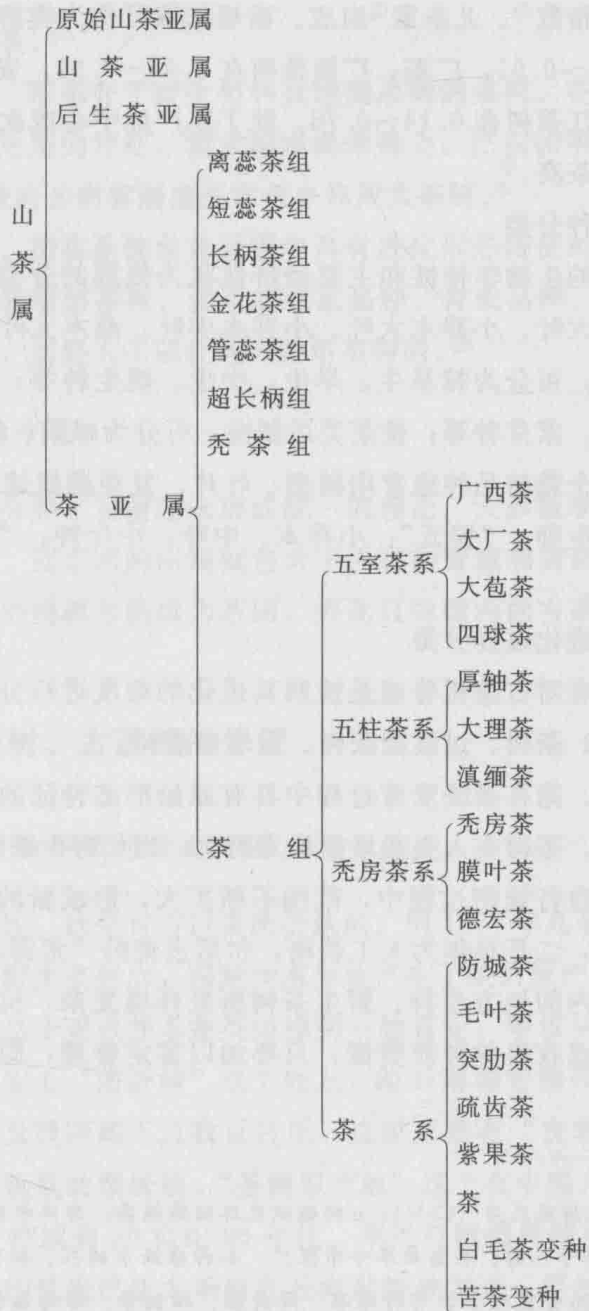 山茶属
原始山茶亚属
山茶亚属
后生茶亚属
茶亚属
离蕊茶组
短蕊茶组
长柄茶组
金花茶组
管蕊茶组
超长柄组
秃茶组
茶组
五室茶系
广西茶
大厂茶
大苞茶
四球茶
五柱茶系
厚轴茶
大理茶
滇缅茶
秃房茶系
秃房茶
膜叶茶
德宏茶
茶系
防城茶
毛叶茶
突肋茶
疏齿茶
紫果茶
茶
白毛茶变种
苦茶变种